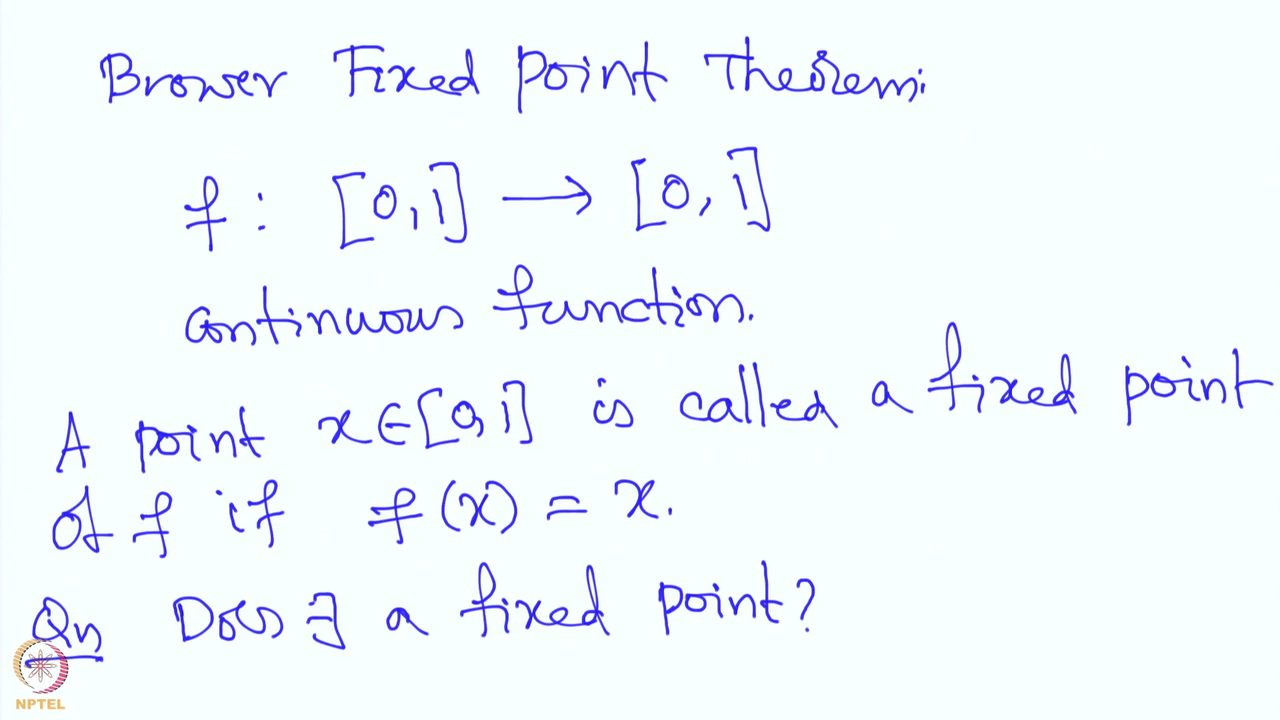 Brower Fixed point Theorem:
f : [0,1] → [0,1]
continuous function.
A point x∈[0,1] is called a fixed point
of f if f(x) = x.
Qn Does ∃ a fixed point?
NPTEL